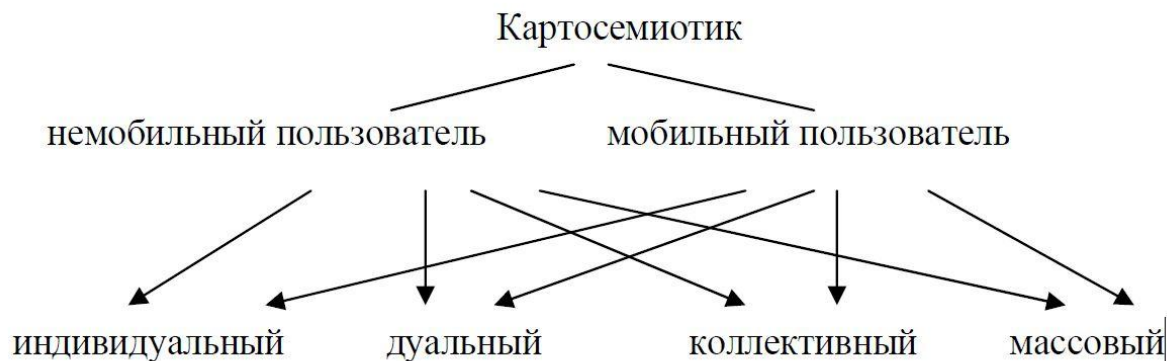 Картосемиотик
немобильный пользователь мобильный пользователь
индивидуальный дуальный коллективный массовый